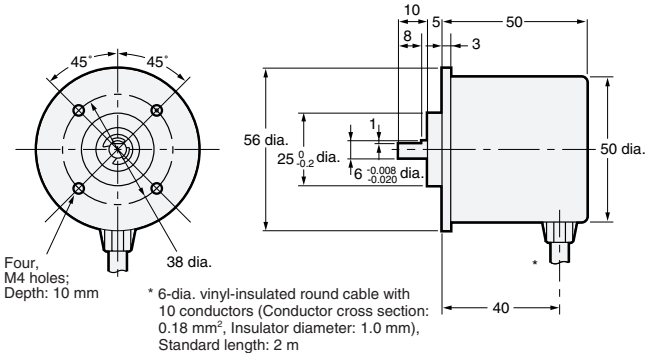 10
5
50
8
3
45°
45°
1
56 dia.
25 0 -0.2 dia.
50 dia.
6 -0.008 -0.020 dia.
38 dia.
Four,
M4 holes;
Depth: 10 mm
*
40
* 6-dia. vinyl-insulated round cable with
10 conductors (Conductor cross section:
0.18 mm², Insulator diameter: 1.0 mm),
Standard length: 2 m